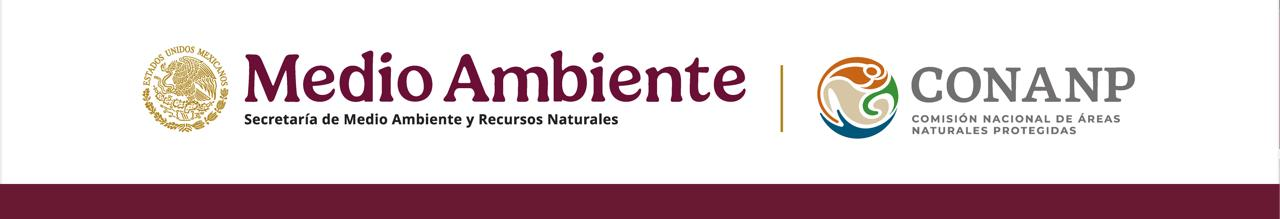 ESTADOS UNIDOS MEXICANOS
Medio Ambiente
Secretaría de Medio Ambiente y Recursos Naturales
CONANP
COMISIÓN NACIONAL DE ÁREAS
NATURALES PROTEGIDAS